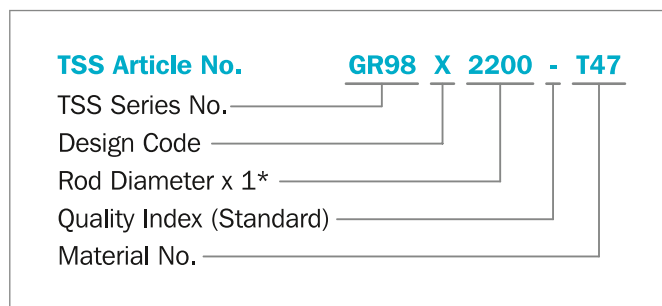 TSS Article No. GR98 X 2200 - T47
TSS Series No.
Design Code
Rod Diameter x 1*
Quality Index (Standard)
Material No.